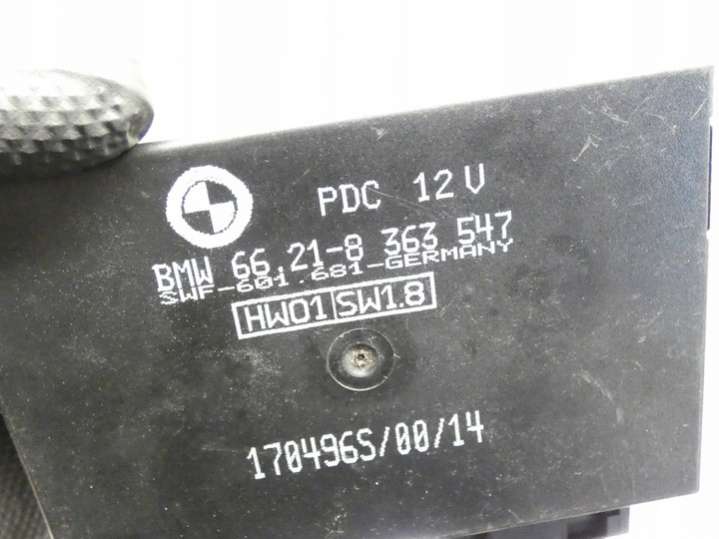 PDC 12V
BMW 66.21-8 363 547
SWF-601.681-GERMANY
HW01 SW1.8
170496S/00/14